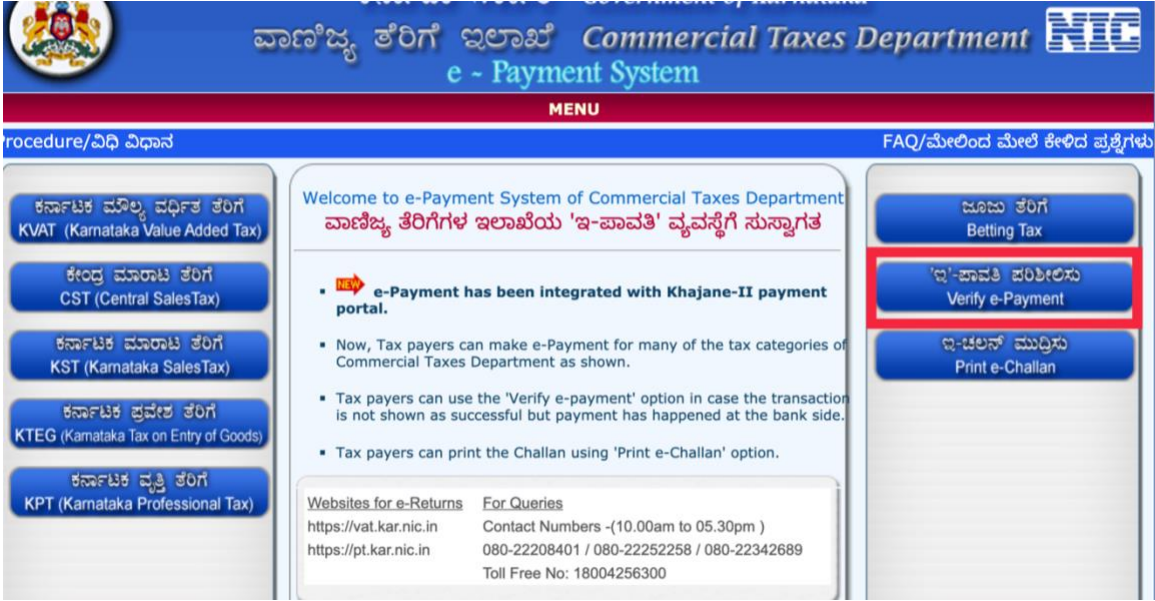 Government of Karnataka
ವಾಣಿಜ್ಯ ತೆರಿಗೆ ಇಲಾಖೆ Commercial Taxes Department NIC
e - Payment System
MENU
rocedure/ವಿಧಿ ವಿಧಾನ FAQ/ಮೇಲಿಂದ ಮೇಲೆ ಕೇಳಿದ ಪ್ರಶ್ನೆಗಳು
ಕರ್ನಾಟಕ ಮೌಲ್ಯ ವರ್ಧಿತ ತೆರಿಗೆ
KVAT (Karnataka Value Added Tax)
ಕೇಂದ್ರ ಮಾರಾಟ ತೆರಿಗೆ
CST (Central SalesTax)
ಕರ್ನಾಟಕ ಮಾರಾಟ ತೆರಿಗೆ
KST (Karnataka SalesTax)
ಕರ್ನಾಟಕ ಪ್ರವೇಶ ತೆರಿಗೆ
KTEG (Karnataka Tax on Entry of Goods)
ಕರ್ನಾಟಕ ವೃತ್ತಿ ತೆರಿಗೆ
KPT (Karnataka Professional Tax)
Welcome to e-Payment System of Commercial Taxes Department
ವಾಣಿಜ್ಯ ತೆರಿಗೆಗಳ ಇಲಾಖೆಯ 'ಇ-ಪಾವತಿ' ವ್ಯವಸ್ಥೆಗೆ ಸುಸ್ವಾಗತ
NEW e-Payment has been integrated with Khajane-II payment
portal.
Now, Tax payers can make e-Payment for many of the tax categories of
Commercial Taxes Department as shown.
Tax payers can use the 'Verify e-payment' option in case the transaction
is not shown as successful but payment has happened at the bank side.
Tax payers can print the Challan using 'Print e-Challan' option.
Websites for e-Returns For Queries
https://vat.kar.nic.in Contact Numbers -(10.00am to 05.30pm )
https://pt.kar.nic.in 080-22208401 / 080-22252258 / 080-22342689
Toll Free No: 18004256300
ಜೂಜು ತೆರಿಗೆ
Betting Tax
'ಇ'-ಪಾವತಿ ಪರಿಶೀಲಿಸು
Verify e-Payment
ಇ-ಚಲನ್ ಮುದ್ರಿಸು
Print e-Challan